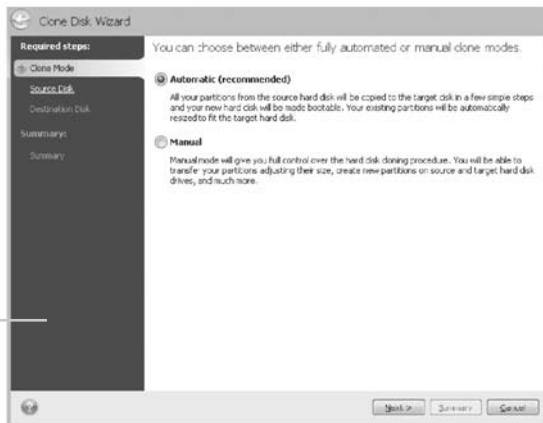 Clone Disk Wizard
Required steps:
Clone Mode
Source Disk
Destination Disk
Summary:
Summary
You can choose between either fully automated or manual clone modes.
Automatic (recommended)
All your partitions from the source hard disk will be copied to the target disk in a few simple steps
and your new hard disk will be made bootable. Your existing partitions will be automatically
resized to fit the target hard disk.
Manual
Manual mode will give you full control over the hard disk cloning procedure. You will be able to
transfer your partitions adjusting their size, create new partitions on source and target hard disk
drives, and much more.
Next >
Summary
Cancel